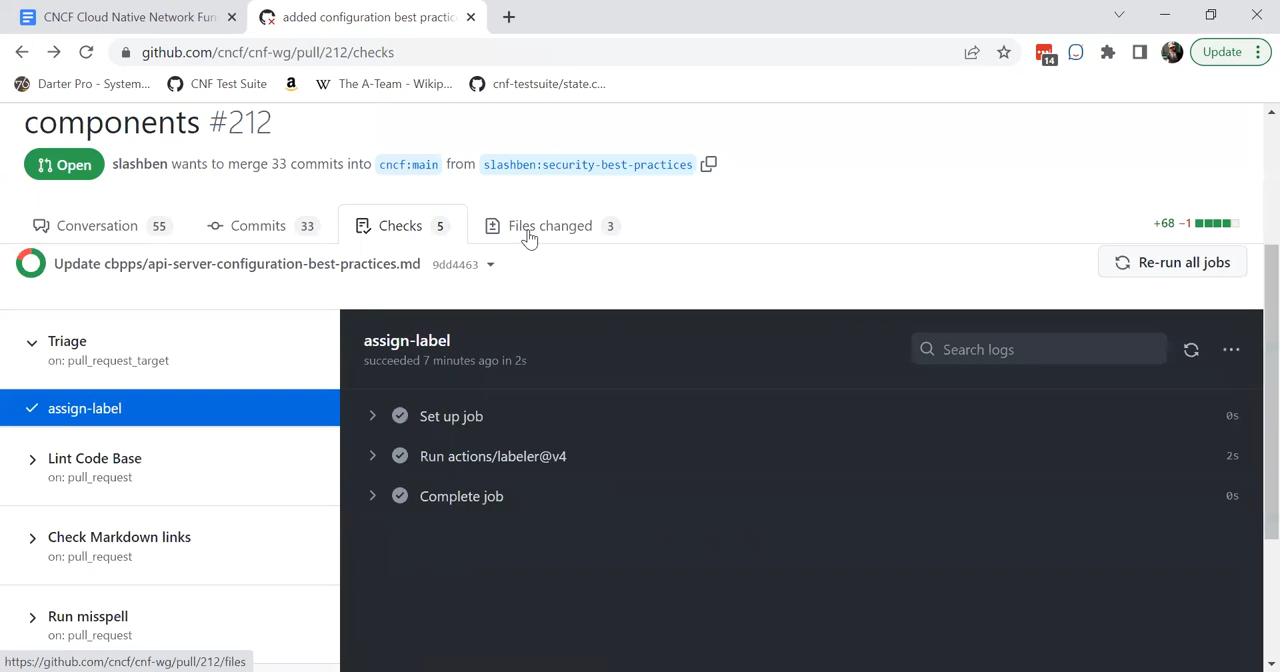 CNCF Cloud Native Network Fun
added configuration best practic
github.com/cncf/cnf-wg/pull/212/checks
14
Update
Darter Pro - System...
CNF Test Suite
The A-Team - Wikip...
cnf-testsuite/state.c...
components #212
Open
slashben wants to merge 33 commits into cncf:main from slashben:security-best-practices
Conversation 55
Commits 33
Checks 5
Files changed 3
+68 −1
Update cbpps/api-server-configuration-best-practices.md 9dd4463
Re-run all jobs
Triage
on: pull_request_target
assign-label
Lint Code Base
on: pull_request
Check Markdown links
on: pull_request
Run misspell
on: pull_request
assign-label
succeeded 7 minutes ago in 2s
Search logs
Set up job 0s
Run actions/labeler@v4 2s
Complete job 0s
https://github.com/cncf/cnf-wg/pull/212/files